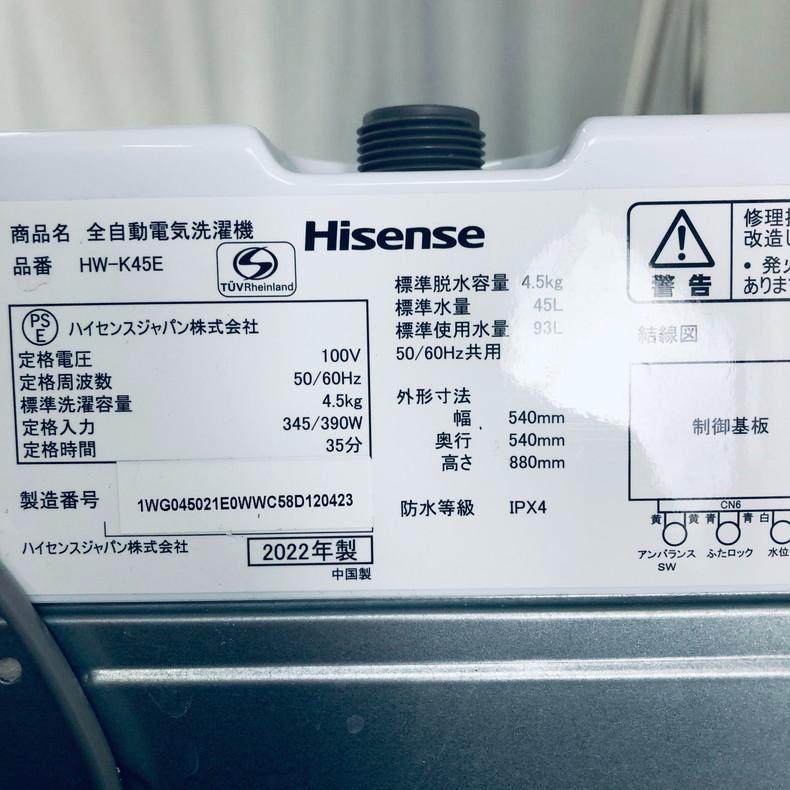 商品名 全自動電気洗濯機
Hisense
品番 HW-K45E
TÜVRheinland
PS
E
ハイセンスジャパン株式会社
定格電圧 100V
定格周波数 50/60Hz
標準洗濯容量 4.5kg
定格入力 345/390W
定格時間 35分
製造番号 1WG045021E0WWC58D120423
ハイセンスジャパン株式会社 2022年製
中国製
標準脱水容量 4.5kg
標準水量 45L
標準使用水量 93L
50/60Hz共用
外形寸法
幅 540mm
奥行 540mm
高さ 880mm
防水等級 IPX4
警告
修理
改造し
・発火
あります
結線図
制御基板
CN6
黄 黄 青 青 白
アンバランス ふたロック 水位
SW